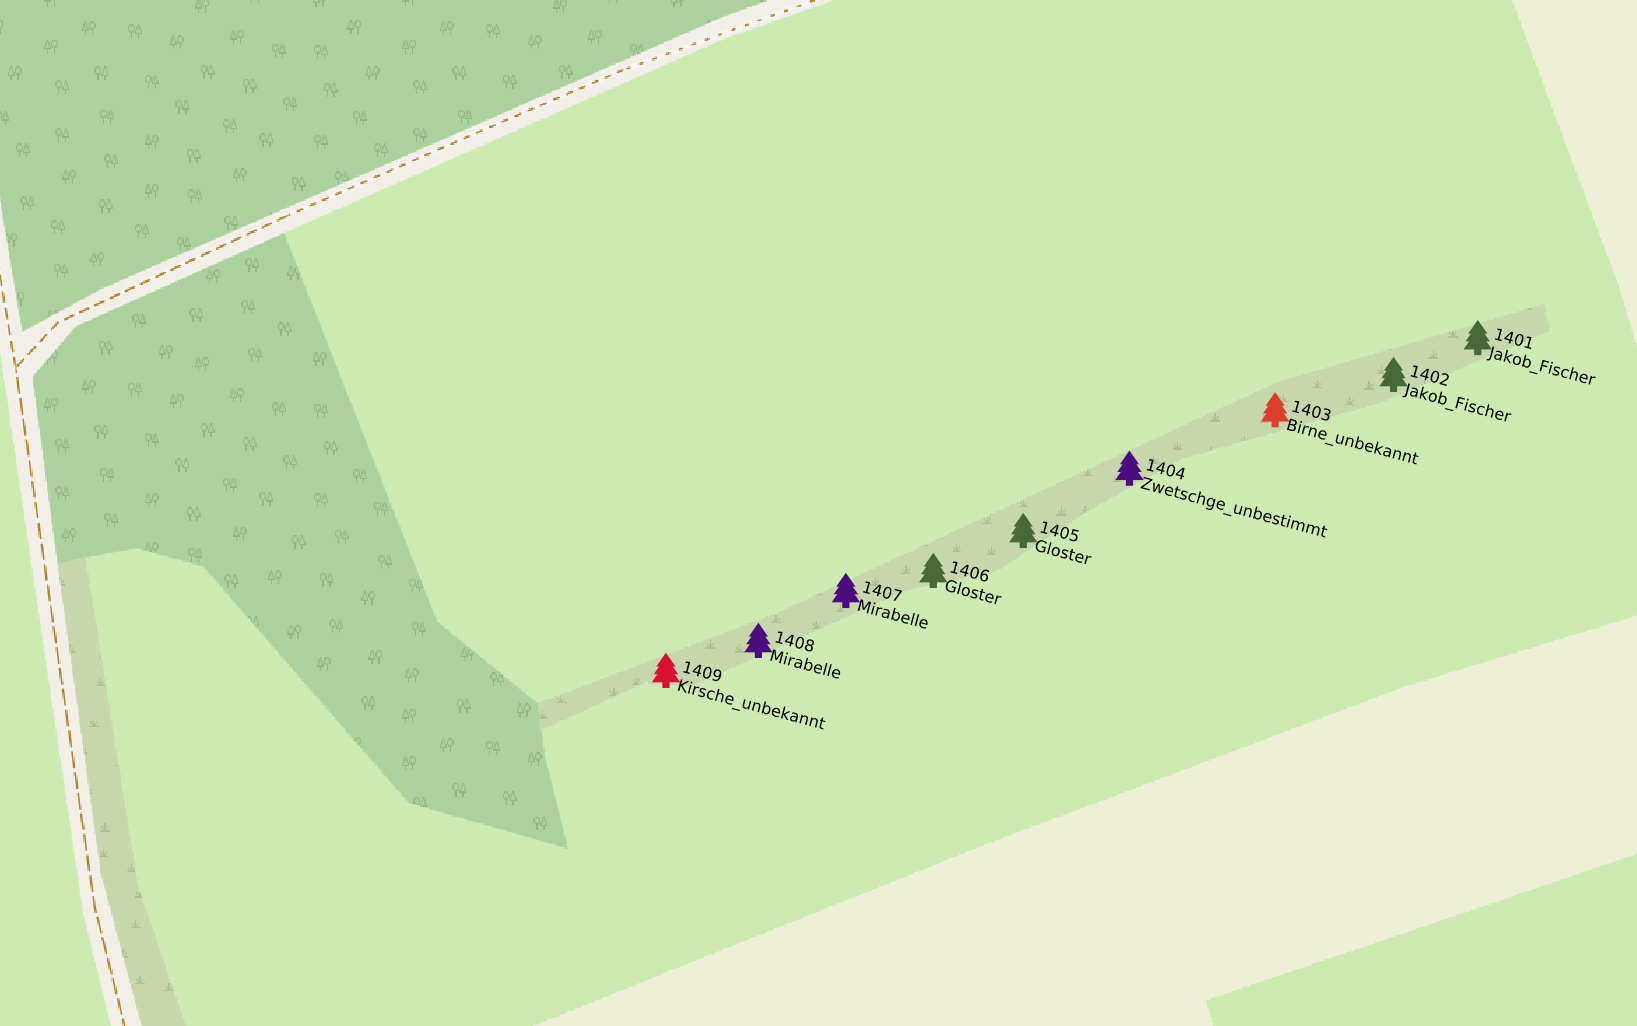 1401
Jakob_Fischer
1402
Jakob_Fischer
1403
Birne_unbekannt
1404
Zwetschge_unbestimmt
1405
Gloster
1406
Gloster
1407
Mirabelle
1408
Mirabelle
1409
Kirsche_unbekannt